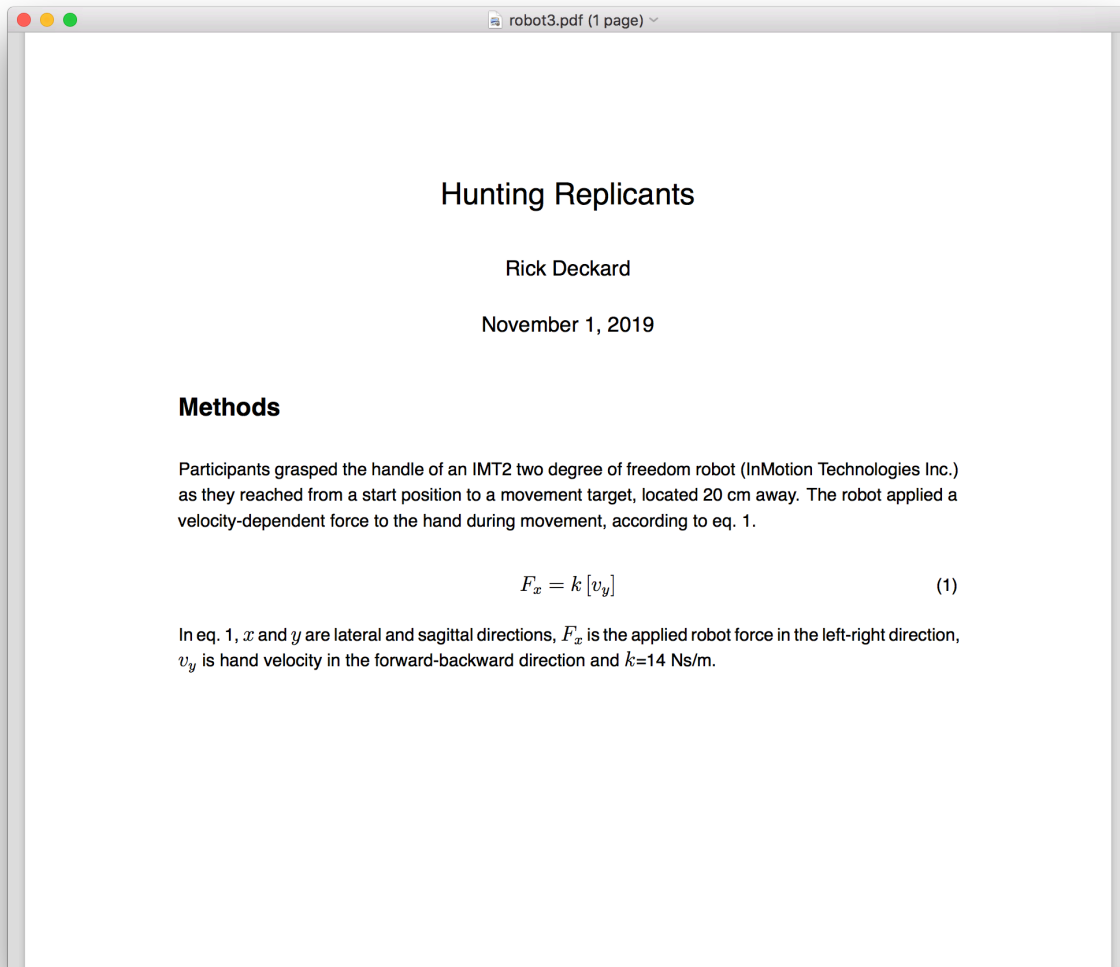 robot3.pdf (1 page)
Hunting Replicants
Rick Deckard
November 1, 2019
Methods
Participants grasped the handle of an IMT2 two degree of freedom robot (InMotion Technologies Inc.)
as they reached from a start position to a movement target, located 20 cm away. The robot applied a
velocity-dependent force to the hand during movement, according to eq. 1.
F_x = k [v_y] (1)
In eq. 1, x and y are lateral and sagittal directions, F_x is the applied robot force in the left-right direction,
v_y is hand velocity in the forward-backward direction and k=14 Ns/m.